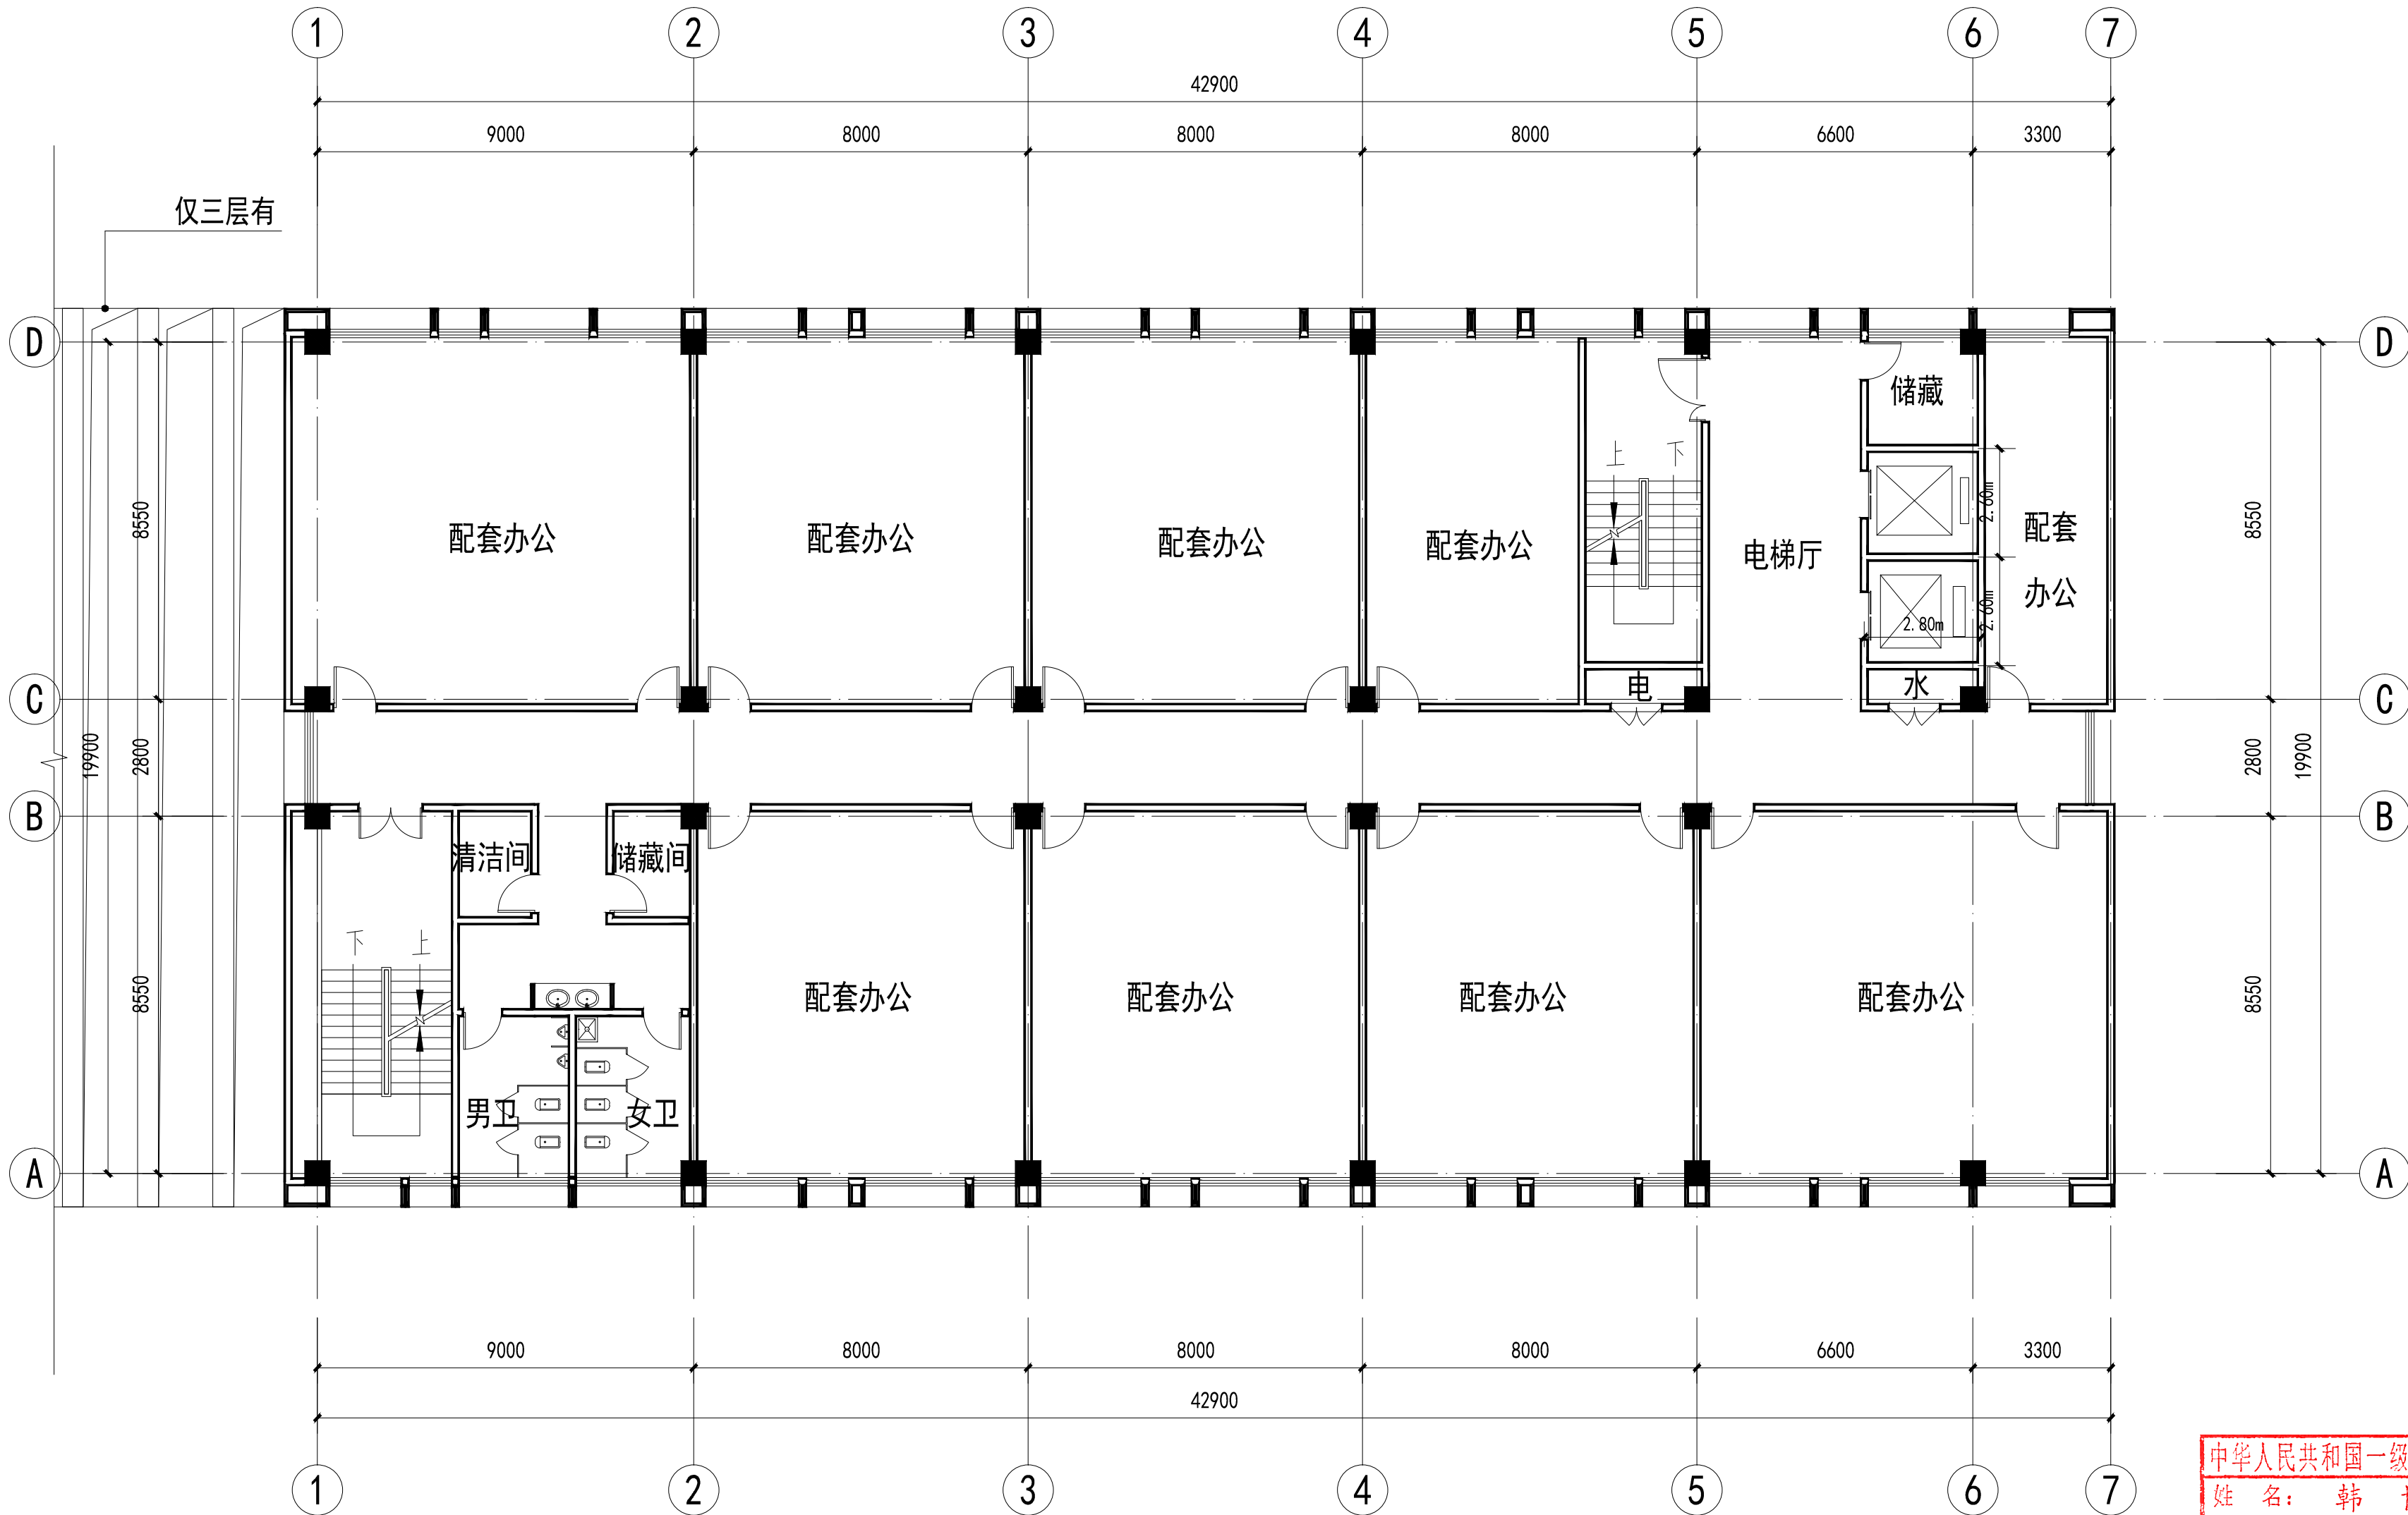 1 2 3 4 5 6 7
42900
9000 8000 8000 8000 6600 3300
仅三层有
D D
储藏
上 下
8550 配套办公 配套办公 配套办公 配套办公 电梯厅 2.60m 配套 8550
办公
2.80m 2.60m
C 电 水 C
19900 2800 2800 19900
B B
清洁间 储藏间
下 上
8550 配套办公 配套办公 配套办公 配套办公 8550
男卫 女卫
A A
9000 8000 8000 8000 6600 3300
42900
1 2 3 4 5 6 7
中华人民共和国一级
姓 名： 韩